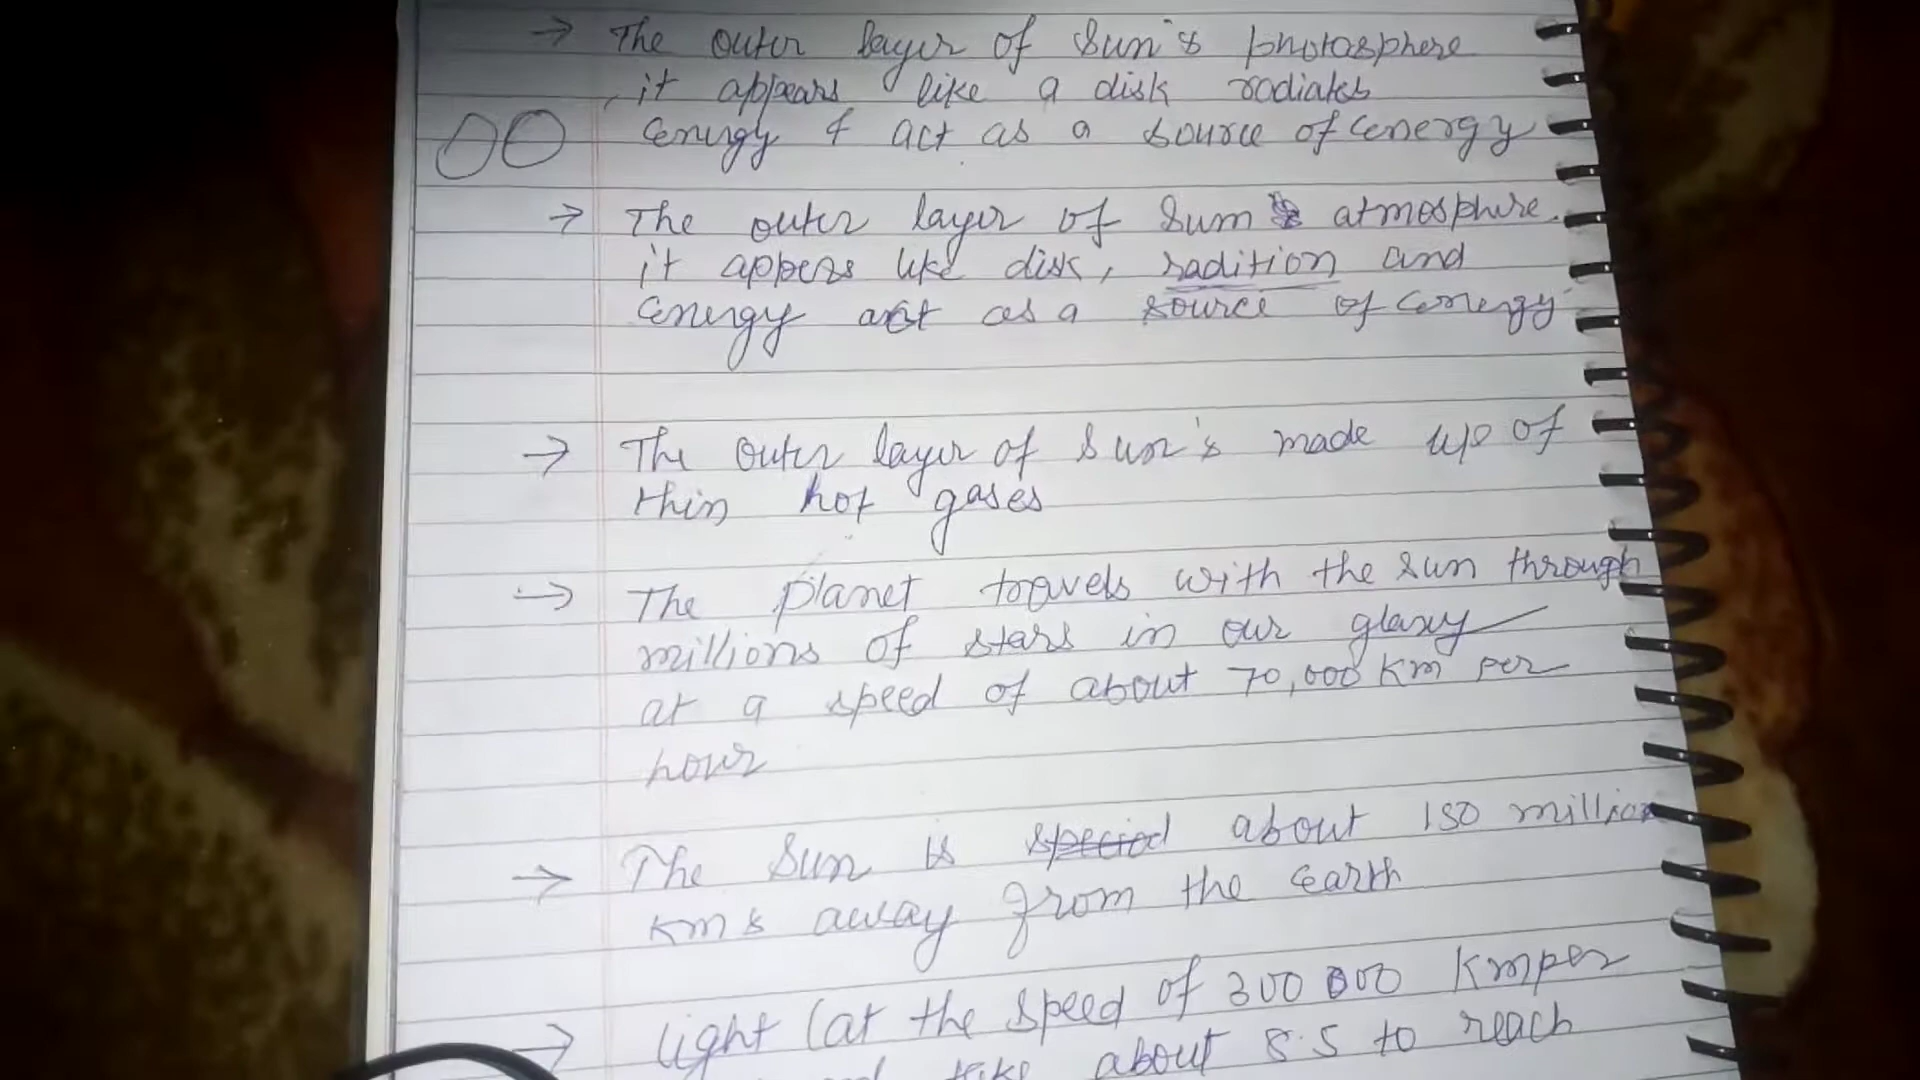 → The outer layer of Sun's photosphere
it appears like a disk radiates
energy & act as a source of energy
→ The outer layer of Sum atmosphere.
it appers like disk, radition and
energy act as a source of energy
→ The outer layer of Sun's made up of
thin hot gases
→ The planet travels with the sun through
millions of stars in our glaxy
at a speed of about 70,000 Km per
hour
→ The Sun is about 150 million
Kms away from the earth
→ light (at the speed of 300 000 Km per
take about 8.5 to reach